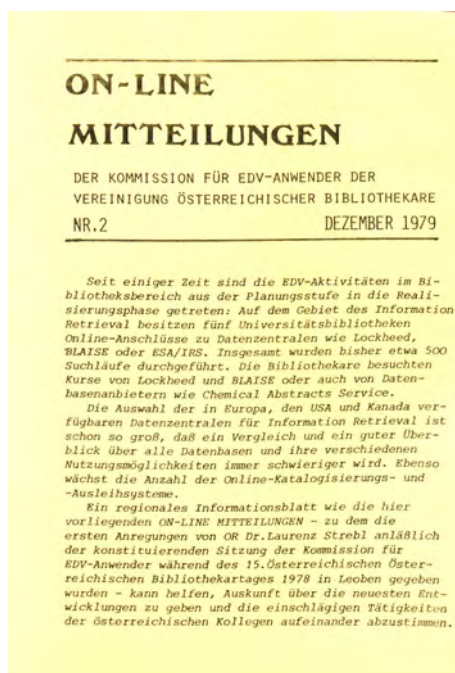 ON-LINE
MITTEILUNGEN
DER KOMMISSION FÜR EDV-ANWENDER DER
VEREINIGUNG ÖSTERREICHISCHER BIBLIOTHEKARE
NR.2 DEZEMBER 1979
Seit einiger Zeit sind die EDV-Aktivitäten im Bi-
bliotheksbereich aus der Planungsstufe in die Reali-
sierungsphase getreten: Auf dem Gebiet des Information
Retrieval besitzen fünf Universitätsbibliotheken
Online-Anschlüsse zu Datenzentralen wie Lockheed,
BLAISE oder ESA/IRS. Insgesamt wurden bisher etwa 500
Suchläufe durchgeführt. Die Bibliothekare besuchten
Kurse von Lockheed und BLAISE oder auch von Daten-
basenanbietern wie Chemical Abstracts Service.
Die Auswahl der in Europa, den USA und Kanada ver-
fügbaren Datenzentralen für Information Retrieval ist
schon so groß, daß ein Vergleich und ein guter Über-
blick über alle Datenbasen und ihre verschiedenen
Nutzungsmöglichkeiten immer schwieriger wird. Ebenso
wächst die Anzahl der Online-Katalogisierungs- und
-Ausleihsysteme.
Ein regionales Informationsblatt wie die hier
vorliegenden ON-LINE MITTEILUNGEN - zu dem die
ersten Anregungen von OR Dr.Laurenz Strebl anläßlich
der konstituierenden Sitzung der Kommission für
EDV-Anwender während des 15.Österreichischen Öster-
reichischen Bibliothekartages 1978 in Leoben gegeben
wurden - kann helfen, Auskunft über die neuesten Ent-
wicklungen zu geben und die einschlägigen Tätigkeiten
der österreichischen Kollegen aufeinander abzustimmen.